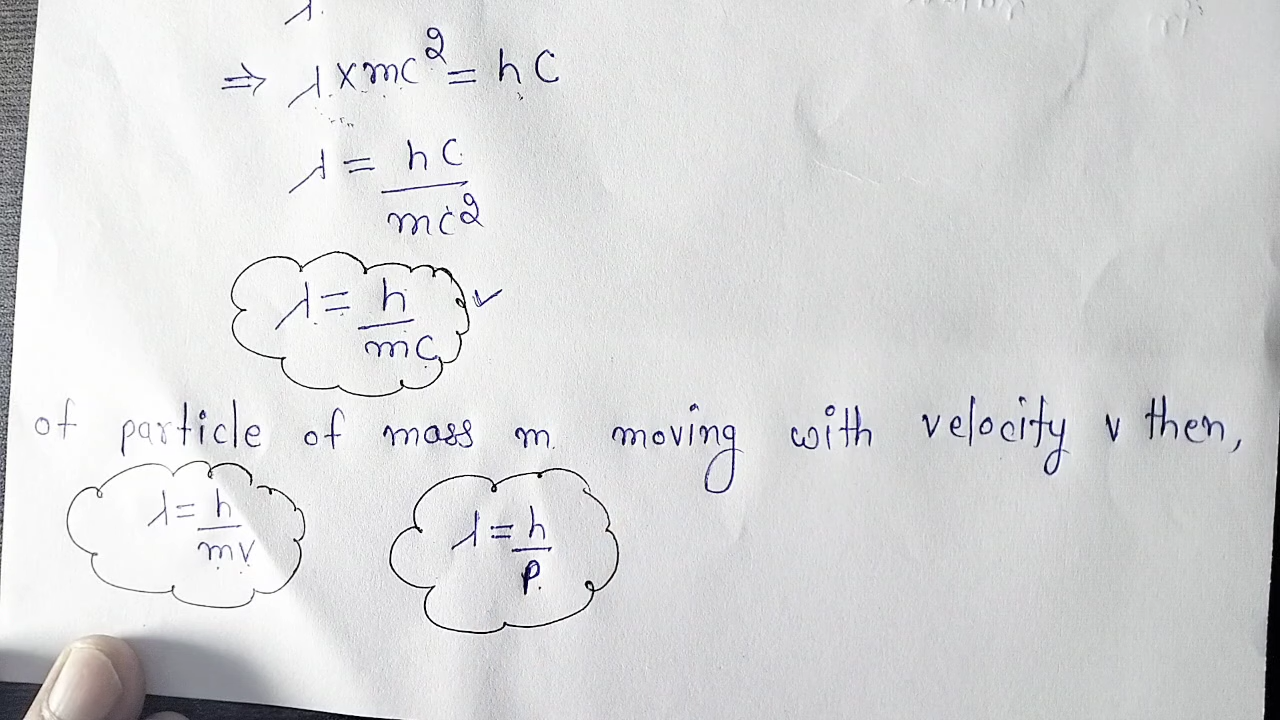 λ.
⇒ λ × mc² = hc
λ = hc / mc²
λ = h / mc ✓
of particle of mass m. moving with velocity v then,
λ = h / mv    λ = h / p.